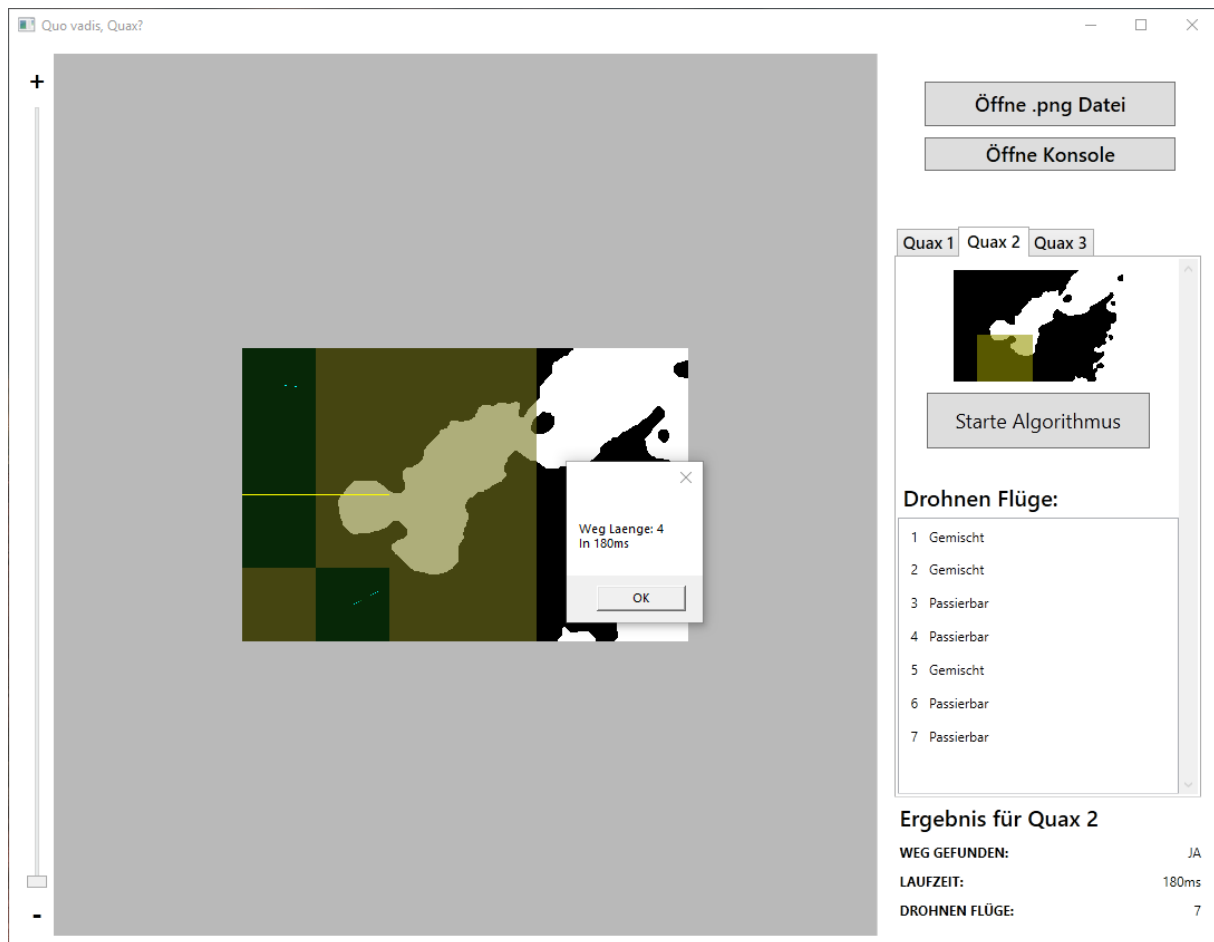 Quo vadis, Quax?
+
-
Öffne .png Datei
Öffne Konsole
Quax 1 Quax 2 Quax 3
Starte Algorithmus
Drohnen Flüge:
1 Gemischt
2 Gemischt
3 Passierbar
4 Passierbar
5 Gemischt
6 Passierbar
7 Passierbar
Weg Laenge: 4
In 180ms
OK
Ergebnis für Quax 2
WEG GEFUNDEN: JA
LAUFZEIT: 180ms
DROHNEN FLÜGE: 7